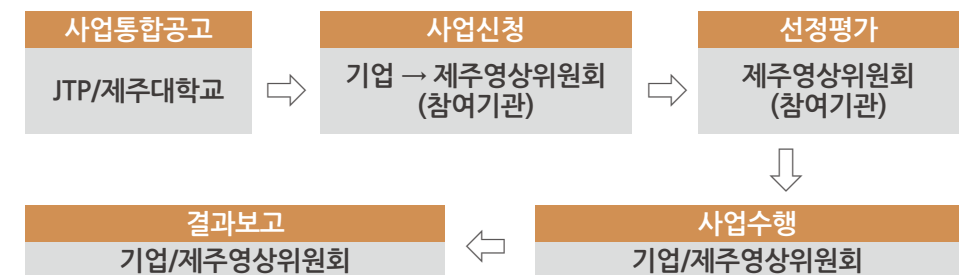 사업통합공고
JTP/제주대학교
사업신청
기업 → 제주영상위원회
(참여기관)
선정평가
제주영상위원회
(참여기관)
사업수행
기업/제주영상위원회
결과보고
기업/제주영상위원회